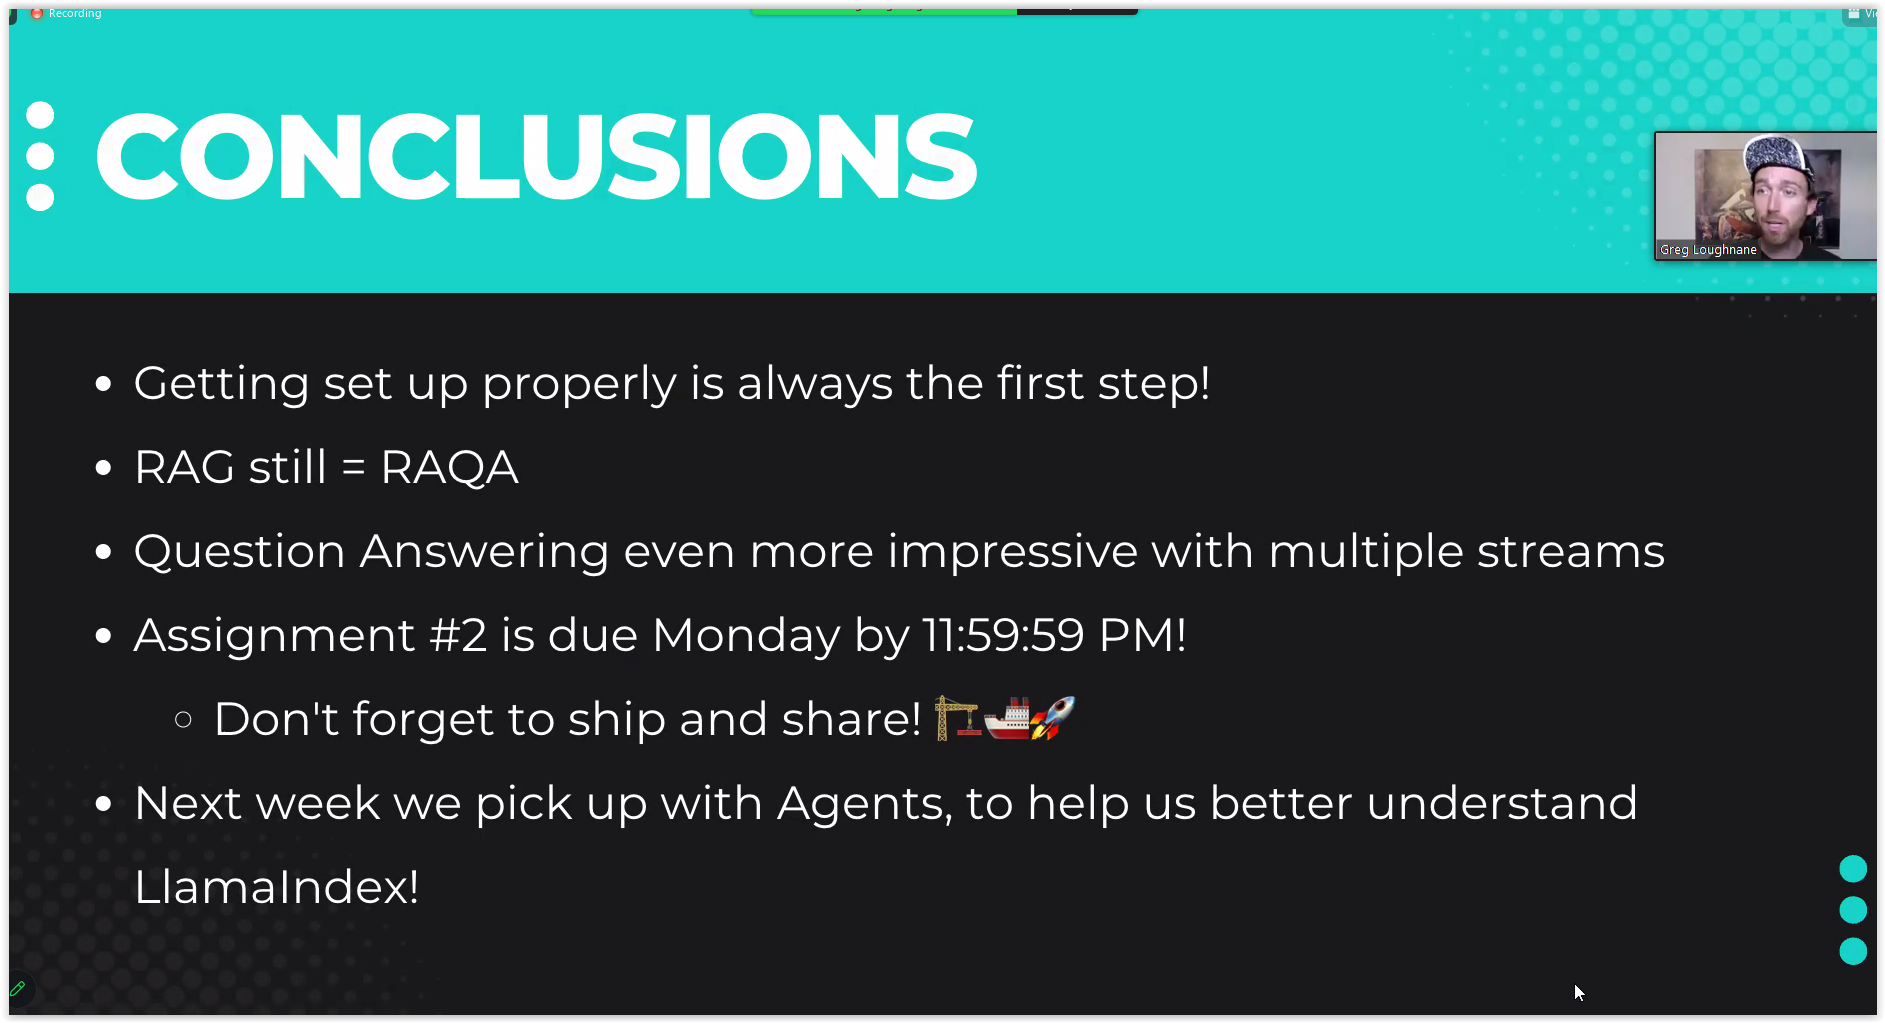 Recording
CONCLUSIONS
Greg Loughnane
Getting set up properly is always the first step!
RAG still = RAQA
Question Answering even more impressive with multiple streams
Assignment #2 is due Monday by 11:59:59 PM!
Don't forget to ship and share! 🏗️🚢🚀
Next week we pick up with Agents, to help us better understand
LlamaIndex!